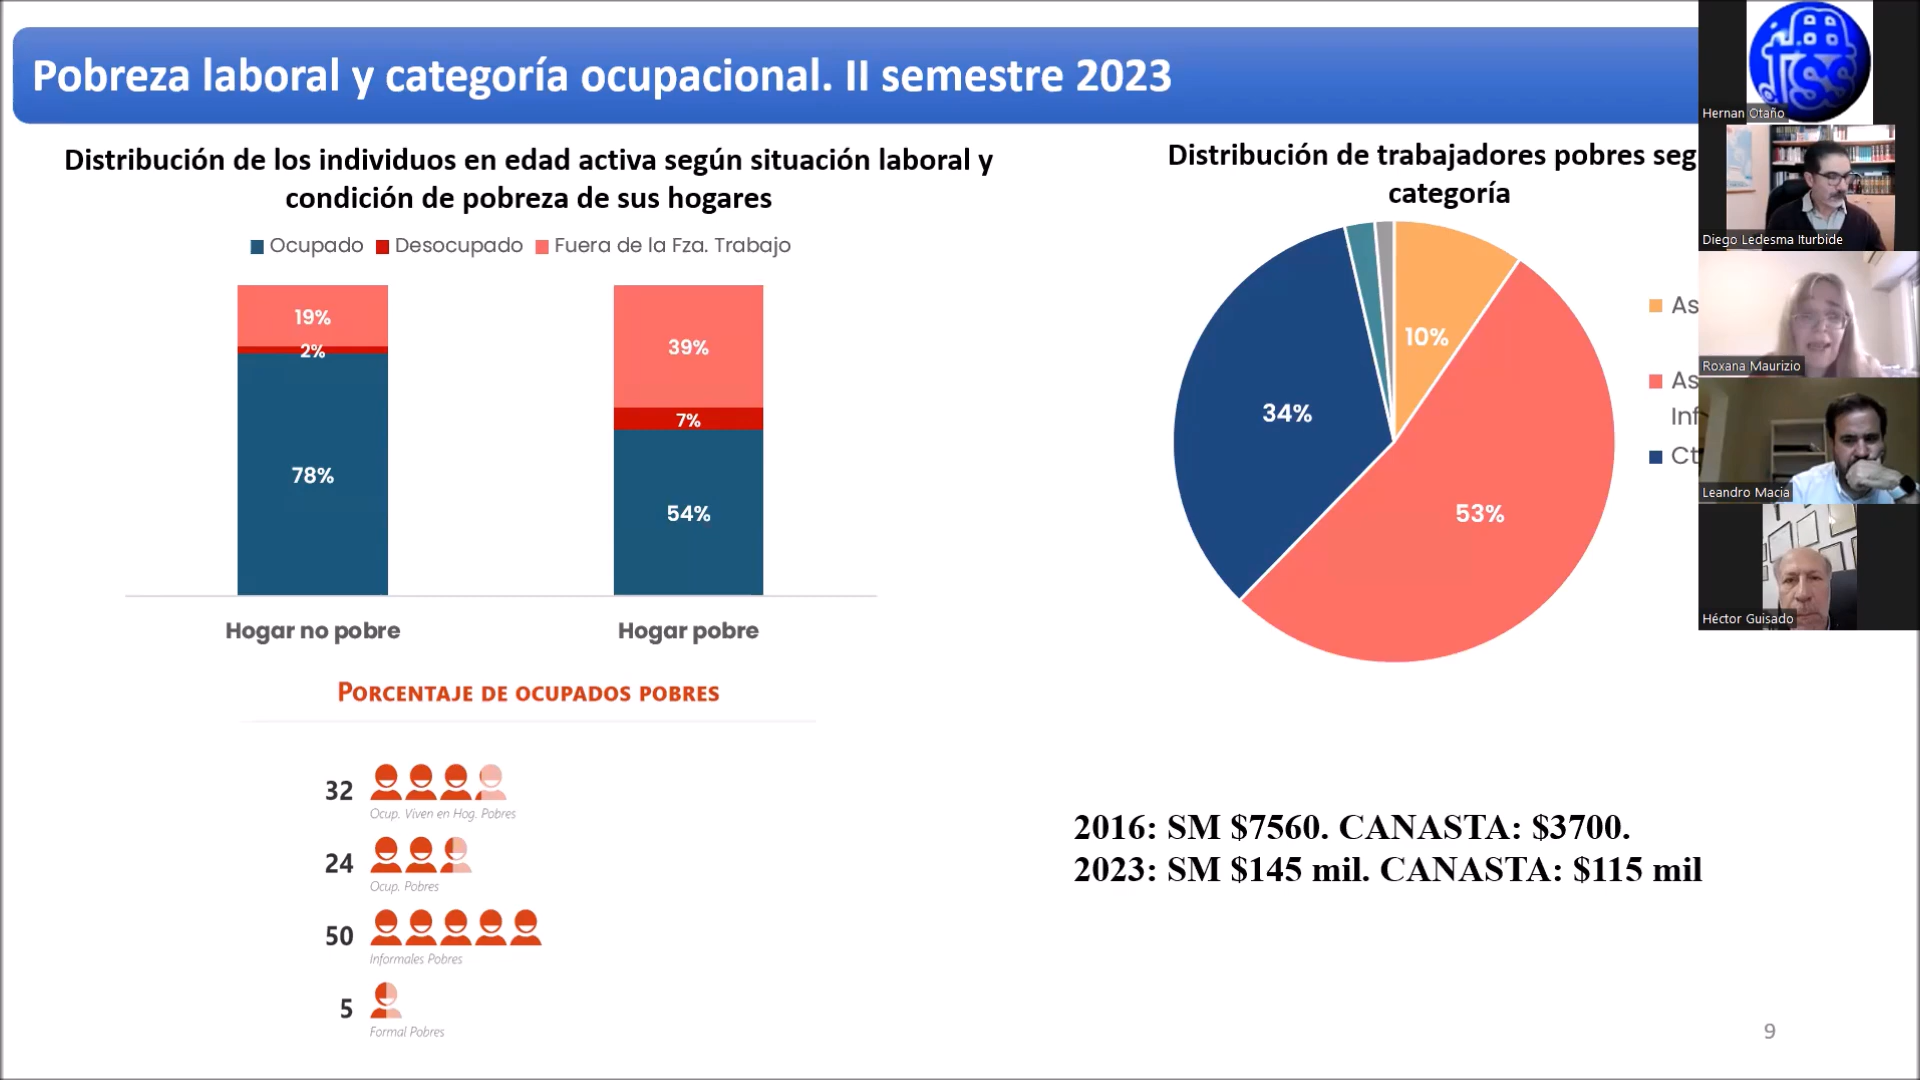 Pobreza laboral y categoría ocupacional. II semestre 2023
Distribución de los individuos en edad activa según situación laboral y
condición de pobreza de sus hogares
Ocupado Desocupado Fuera de la Fza. Trabajo
19%
2%
78%
39%
7%
54%
Hogar no pobre
Hogar pobre
PORCENTAJE DE OCUPADOS POBRES
32
Ocup. Viven en Hog. Pobres
24
Ocup. Pobres
50
Informales Pobres
5
Formal Pobres
Distribución de trabajadores pobres seg
categoría
10%
34%
53%
As
As
Inf
Ct
2016: SM $7560. CANASTA: $3700.
2023: SM $145 mil. CANASTA: $115 mil
9
Hernan Otaño
Diego Ledesma Iturbide
Roxana Maurizio
Leandro Macia
Héctor Guisado